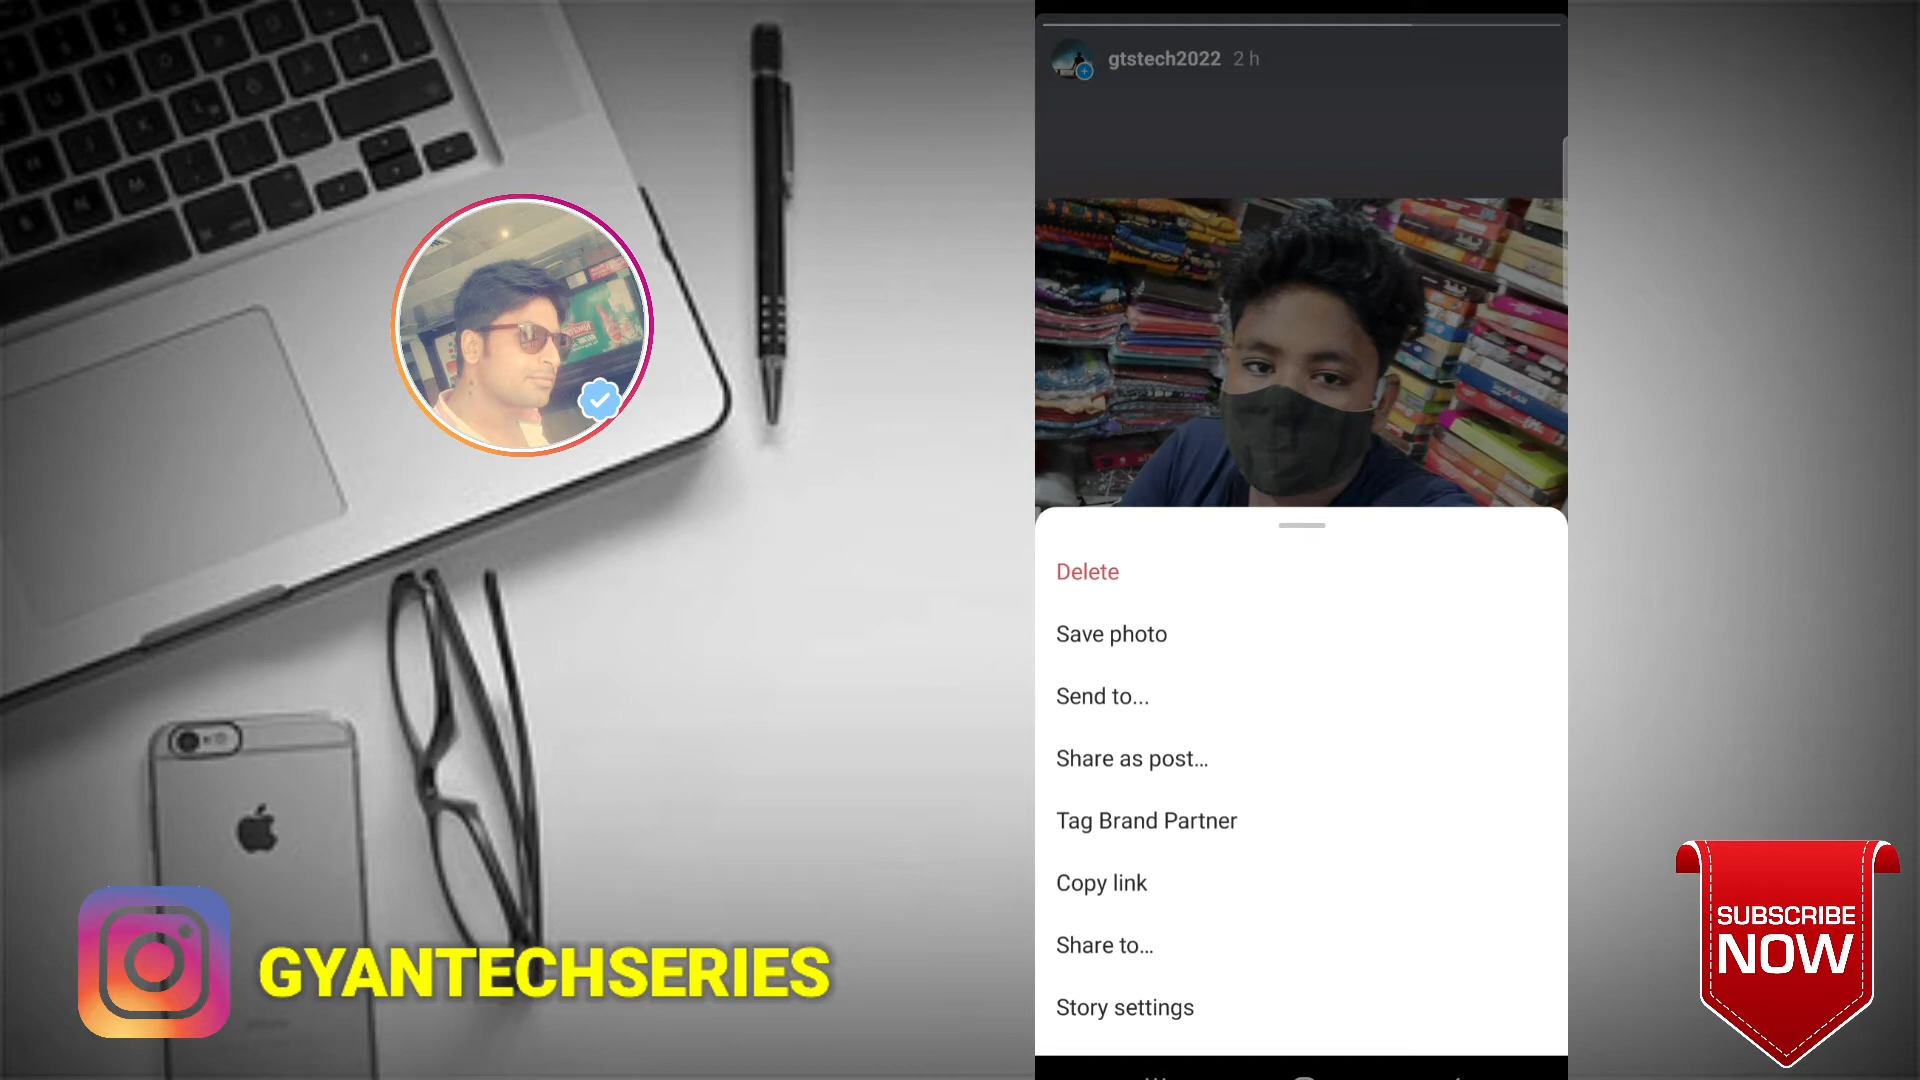 gtstech2022 2 h
Delete
Save photo
Send to...
Share as post...
Tag Brand Partner
Copy link
Share to...
Story settings
GYANTECHSERIES
SUBSCRIBE
NOW